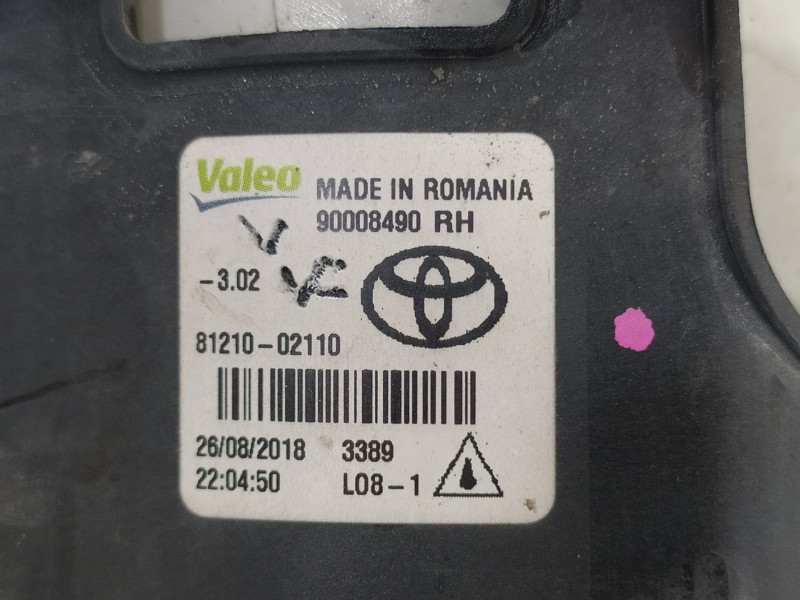 Valeo MADE IN ROMANIA
90008490 RH
-3.02
81210-02110
26/08/2018 3389
22:04:50 L08-1